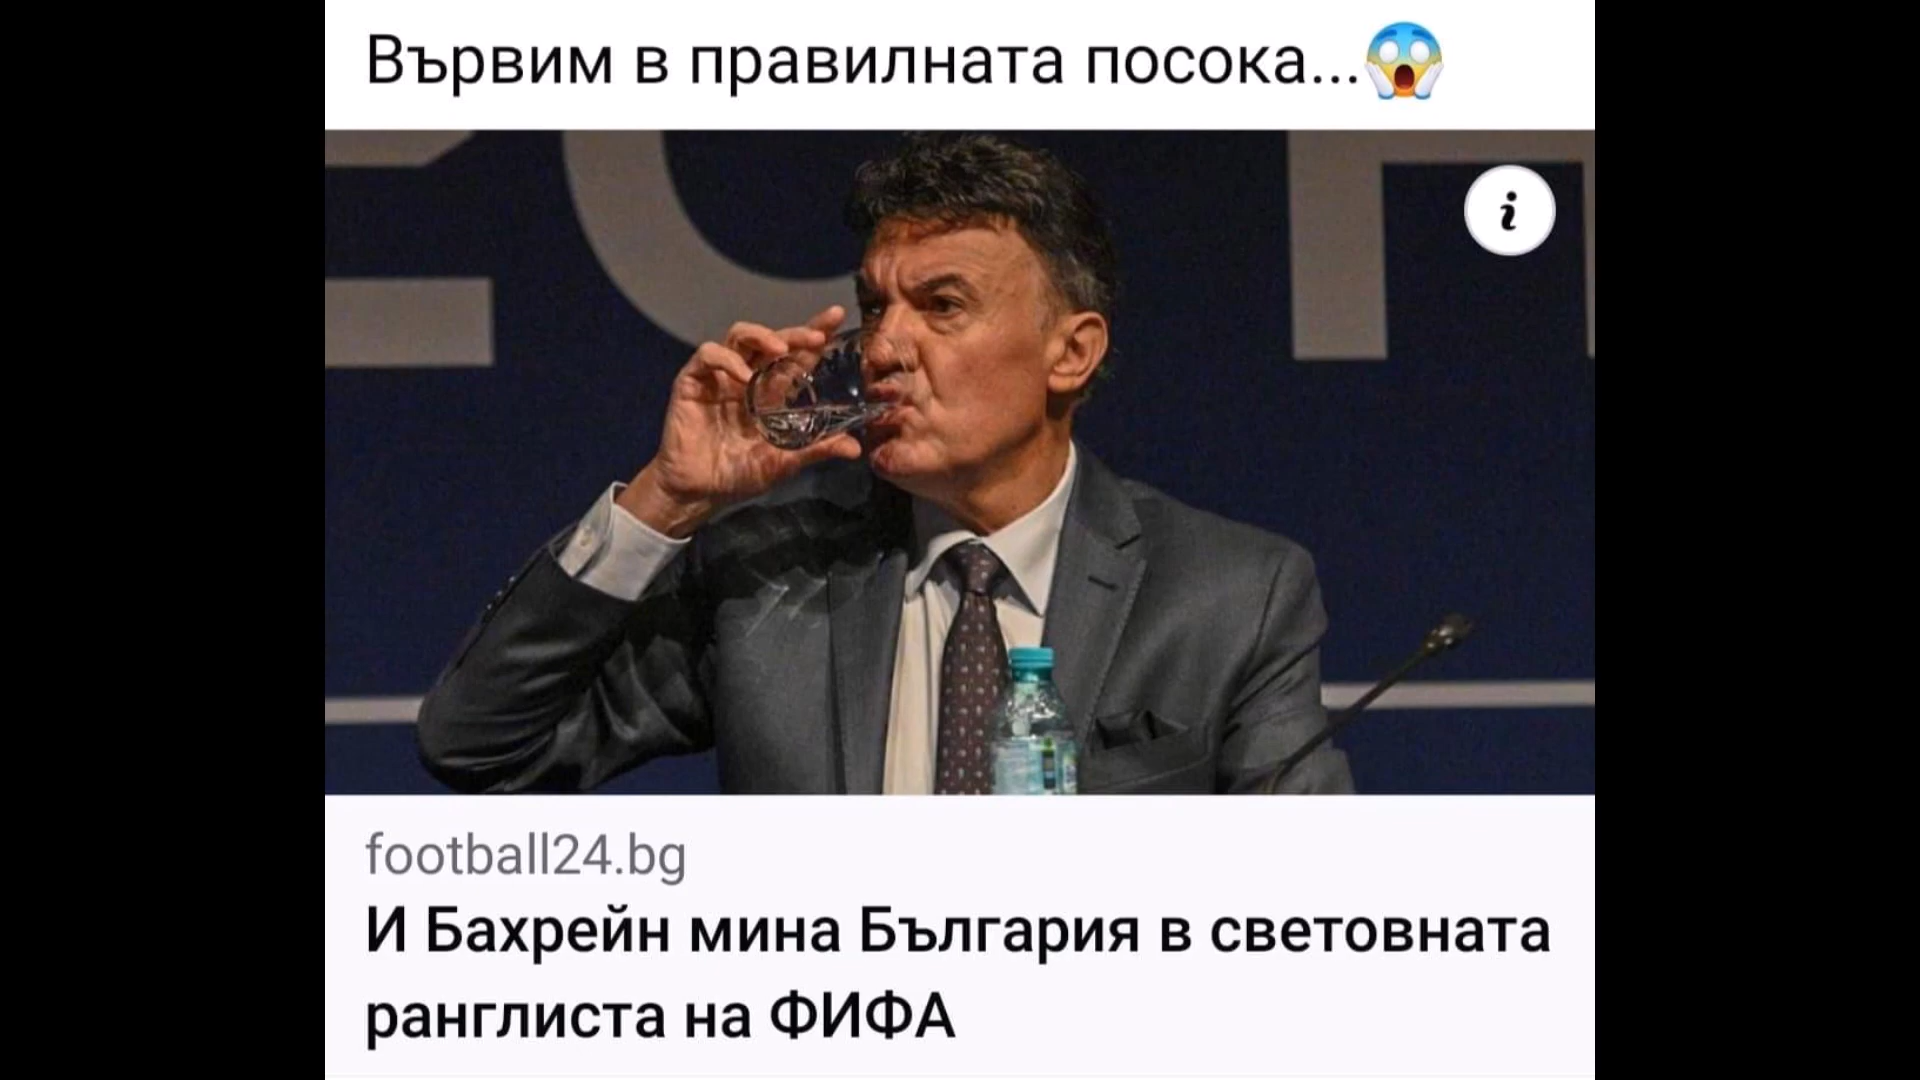 Вървим в правилната посока...😱
i
football24.bg
И Бахрейн мина България в световната
ранглиста на ФИФА